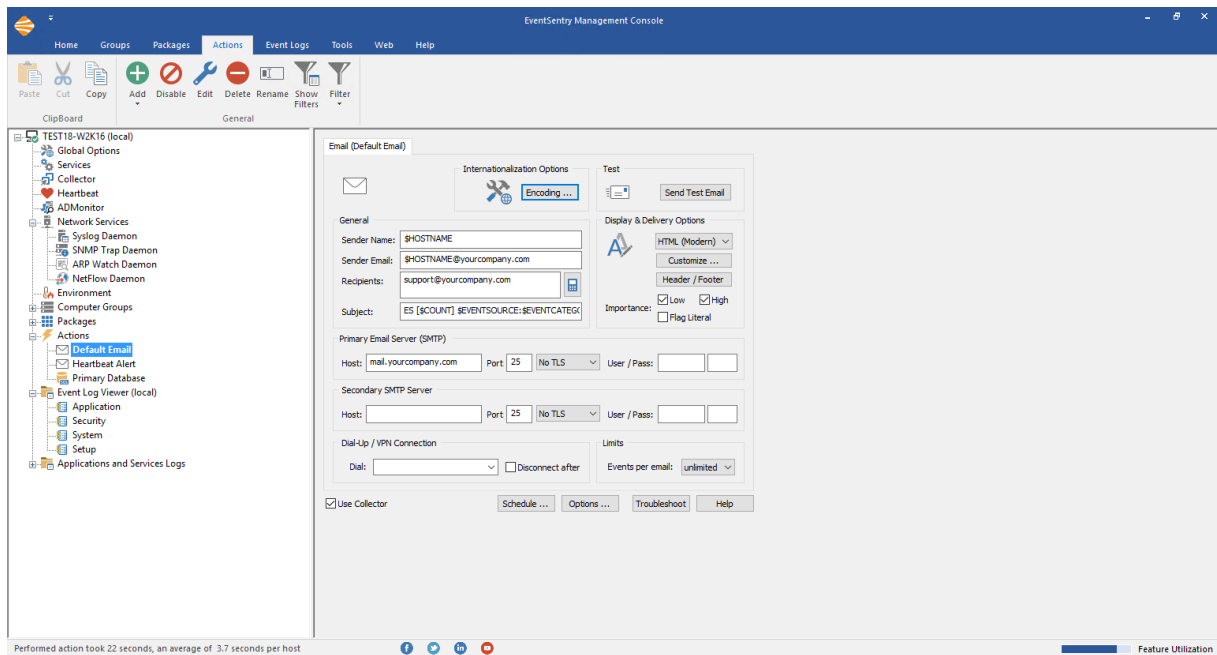 EventSentry Management Console
Home Groups Packages Actions Event Logs Tools Web Help
Paste Cut Copy Add Disable Edit Delete Rename Show Filters Filter
ClipBoard General
TEST18-W2K16 (local)
Global Options
Services
Collector
Heartbeat
ADMonitor
Network Services
Syslog Daemon
SNMP Trap Daemon
ARP Watch Daemon
NetFlow Daemon
Environment
Computer Groups
Packages
Actions
Default Email
Heartbeat Alert
Primary Database
Event Log Viewer (local)
Application
Security
System
Setup
Applications and Services Logs
Email (Default Email)
Internationalization Options
Encoding ...
Test
Send Test Email
General
Sender Name: $HOSTNAME
Sender Email: $HOSTNAME@yourcompany.com
Recipients: support@yourcompany.com
Subject: ES [$COUNT] $EVENTSOURCE:$EVENTCATEGO
Display & Delivery Options
HTML (Modern)
Customize ...
Header / Footer
Importance: Low High
Flag Literal
Primary Email Server (SMTP)
Host: mail.yourcompany.com Port 25 No TLS User / Pass:
Secondary SMTP Server
Host: Port 25 No TLS User / Pass:
Dial-Up / VPN Connection
Dial: Disconnect after
Limits
Events per email: unlimited
Use Collector Schedule ... Options ... Troubleshoot Help
Performed action took 22 seconds, an average of 3.7 seconds per host
Feature Utilization